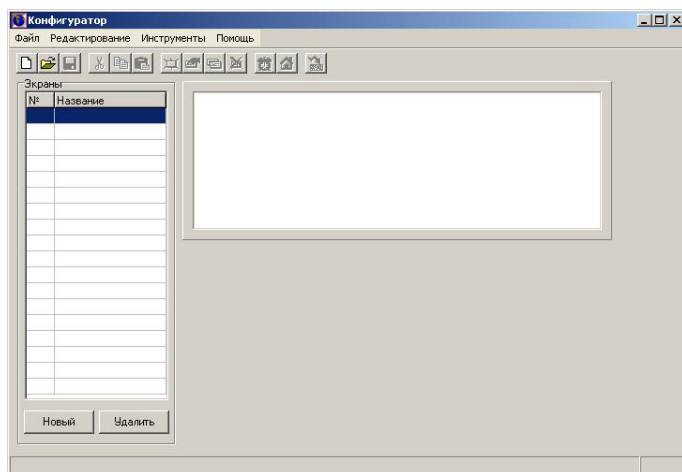 Конфигуратор
Файл Редактирование Инструменты Помощь
Экраны
№ Название
Новый Удалить